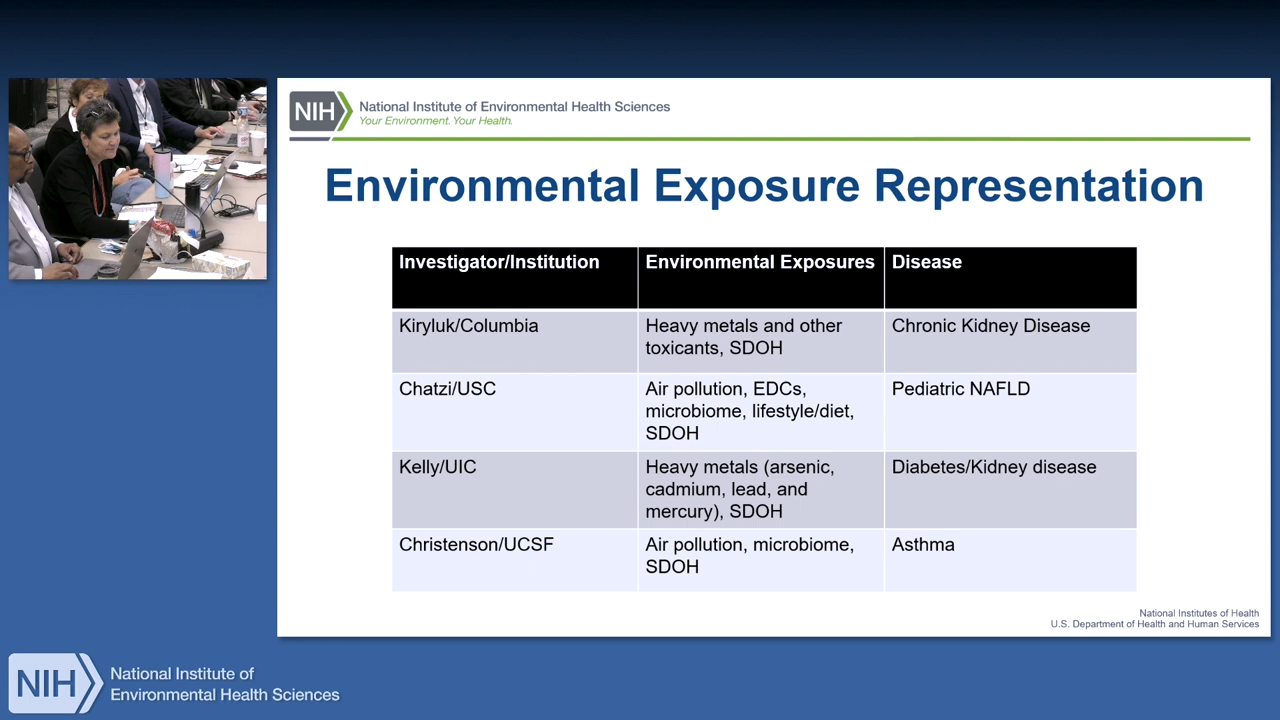 NIH
National Institute of Environmental Health Sciences
Your Environment. Your Health.
Environmental Exposure Representation
Investigator/Institution
Environmental Exposures
Disease
Kiryluk/Columbia
Heavy metals and other
toxicants, SDOH
Chronic Kidney Disease
Chatzi/USC
Air pollution, EDCs,
microbiome, lifestyle/diet,
SDOH
Pediatric NAFLD
Kelly/UIC
Heavy metals (arsenic,
cadmium, lead, and
mercury), SDOH
Diabetes/Kidney disease
Christenson/UCSF
Air pollution, microbiome,
SDOH
Asthma
National Institutes of Health
U.S. Department of Health and Human Services
NIH
National Institute of
Environmental Health Sciences